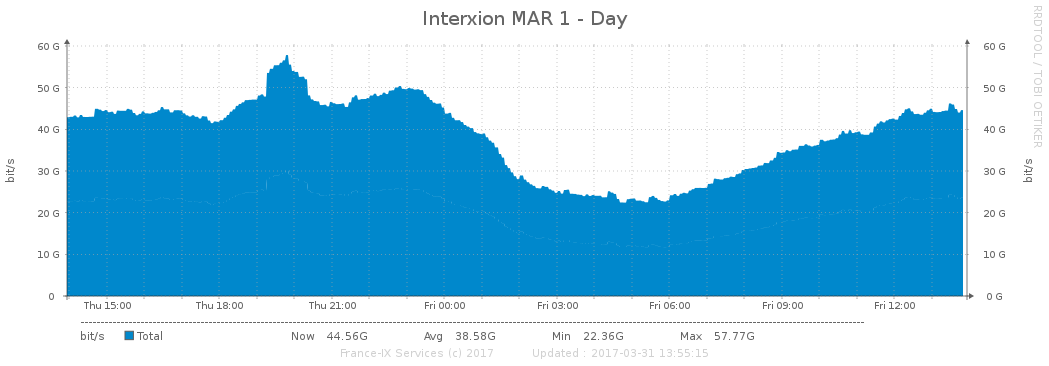 Interxion MAR 1 - Day
RRDTOOL / TOBI OETIKER
60 G 60 G
50 G 50 G
40 G 40 G
30 G 30 G
20 G 20 G
10 G 10 G
0 0 G
bit/s bit/s
Thu 15:00 Thu 18:00 Thu 21:00 Fri 00:00 Fri 03:00 Fri 06:00 Fri 09:00 Fri 12:00
bit/s Total Now 44.56G Avg 38.58G Min 22.36G Max 57.77G
France-IX Services (c) 2017 Updated : 2017-03-31 13:55:15